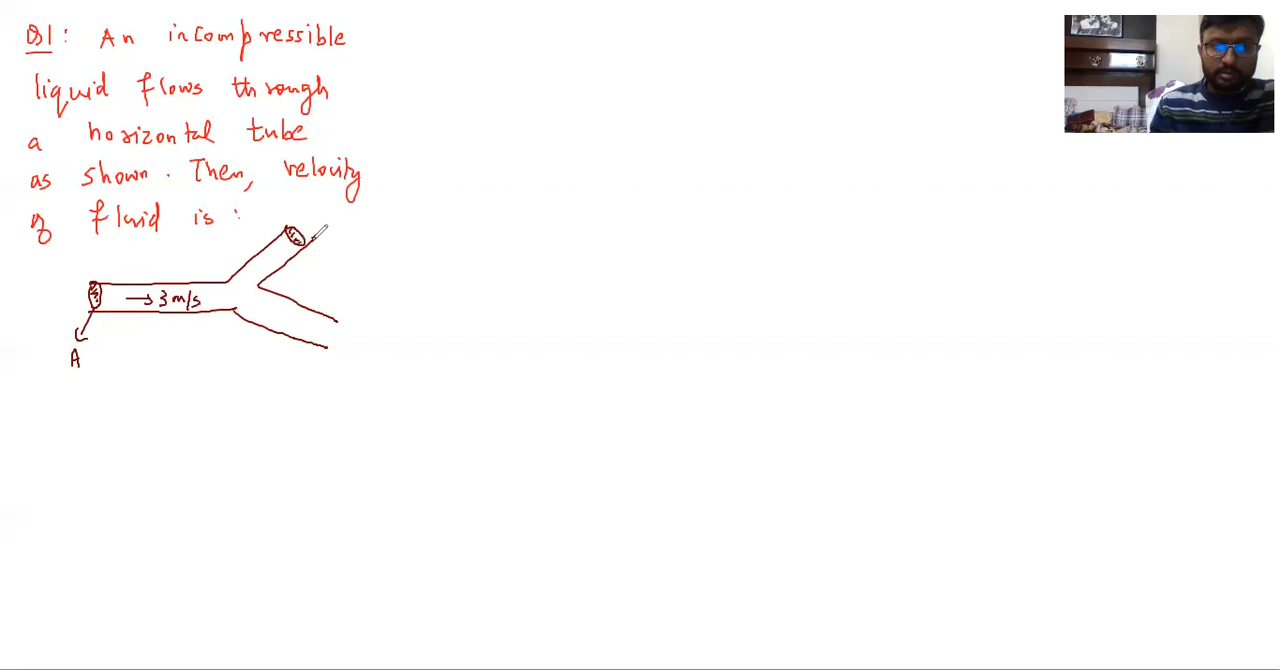 Q1: An incompressible
liquid flows through
a horizontal tube
as shown. Then, velocity
of fluid is :
→ 3 m/s
A